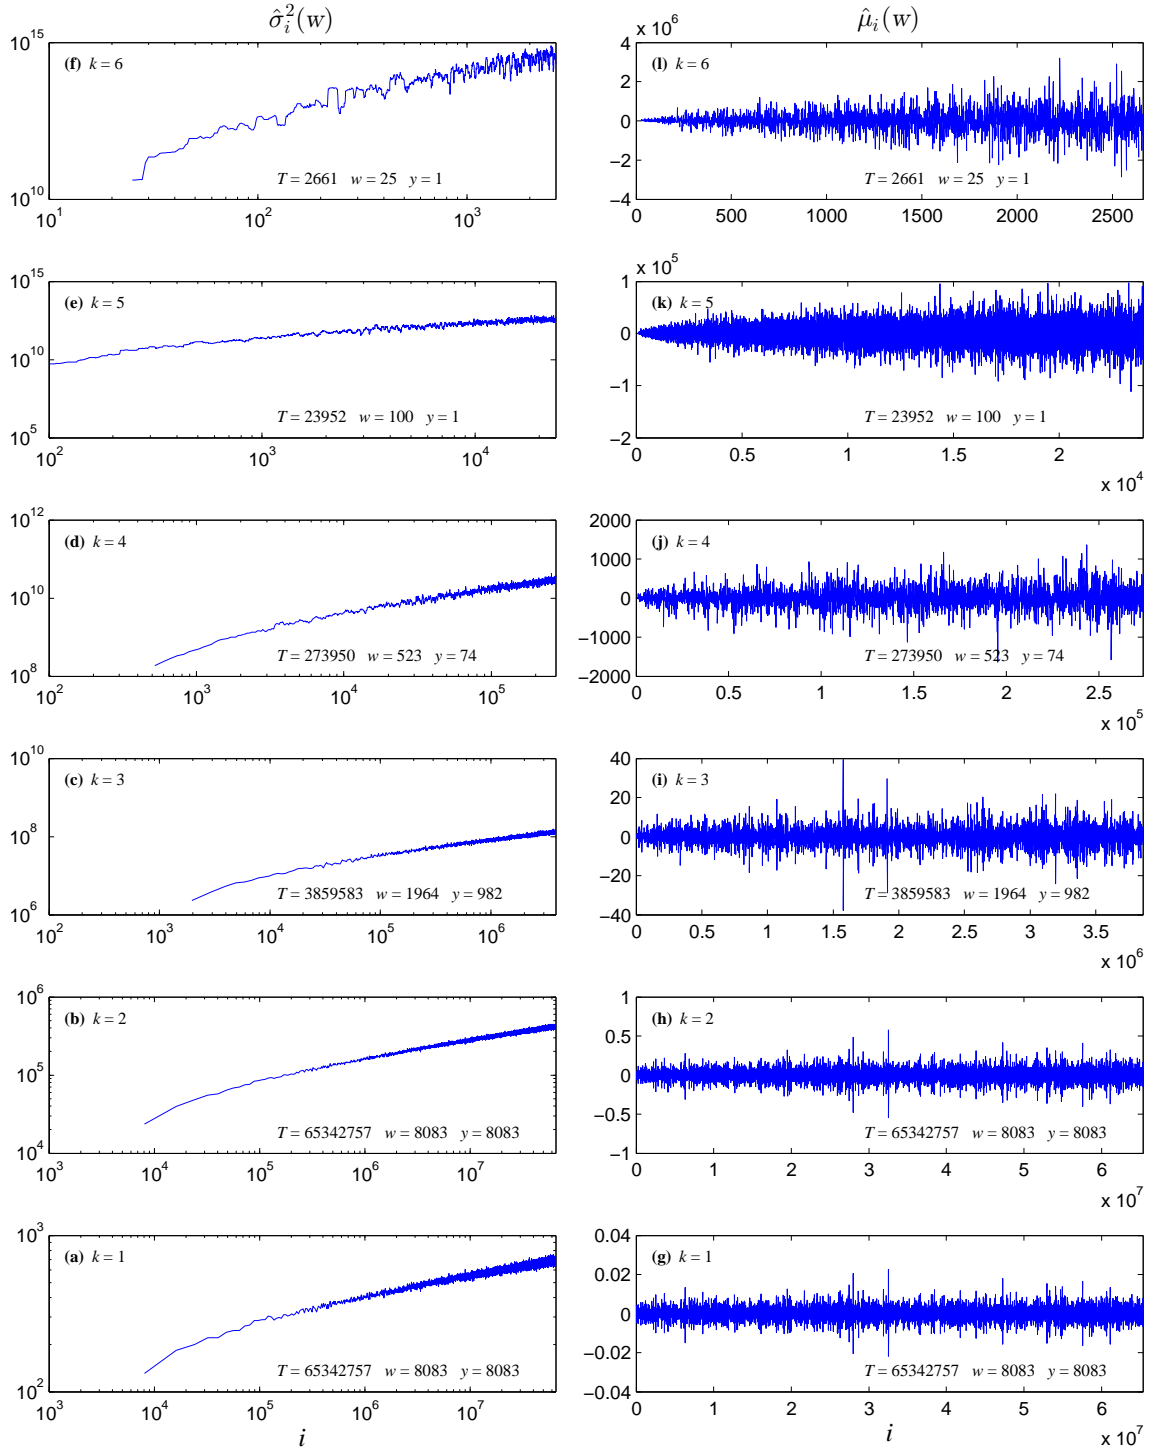 σ̂²ᵢ(w) μ̂ᵢ(w)
(f) k = 6
10¹⁵
10¹⁰
T = 2661 w = 25 y = 1
10¹ 10² 10³
x 10⁶
(l) k = 6
4
2
0
−2
−4
T = 2661 w = 25 y = 1
0 500 1000 1500 2000 2500
(e) k = 5
10¹⁵
10¹⁰
10⁵
T = 23952 w = 100 y = 1
10² 10³ 10⁴
x 10⁵
(k) k = 5
1
0
−1
−2
T = 23952 w = 100 y = 1
0 0.5 1 1.5 2
x 10⁴
(d) k = 4
10¹²
10¹⁰
10⁸
T = 273950 w = 523 y = 74
10² 10³ 10⁴ 10⁵
(j) k = 4
2000
1000
0
−1000
−2000
T = 273950 w = 523 y = 74
0 0.5 1 1.5 2 2.5
x 10⁵
(c) k = 3
10¹⁰
10⁸
10⁶
T = 3859583 w = 1964 y = 982
10² 10³ 10⁴ 10⁵ 10⁶
(i) k = 3
40
20
0
−20
−40
T = 3859583 w = 1964 y = 982
0 0.5 1 1.5 2 2.5 3 3.5
x 10⁶
(b) k = 2
10⁶
10⁵
10⁴
T = 65342757 w = 8083 y = 8083
10³ 10⁴ 10⁵ 10⁶ 10⁷
(h) k = 2
1
0.5
0
−0.5
−1
T = 65342757 w = 8083 y = 8083
0 1 2 3 4 5 6
x 10⁷
(a) k = 1
10³
10²
T = 65342757 w = 8083 y = 8083
10³ 10⁴ 10⁵ 10⁶ 10⁷
i
(g) k = 1
0.04
0.02
0
−0.02
−0.04
T = 65342757 w = 8083 y = 8083
0 1 2 3 4 5 6
i x 10⁷